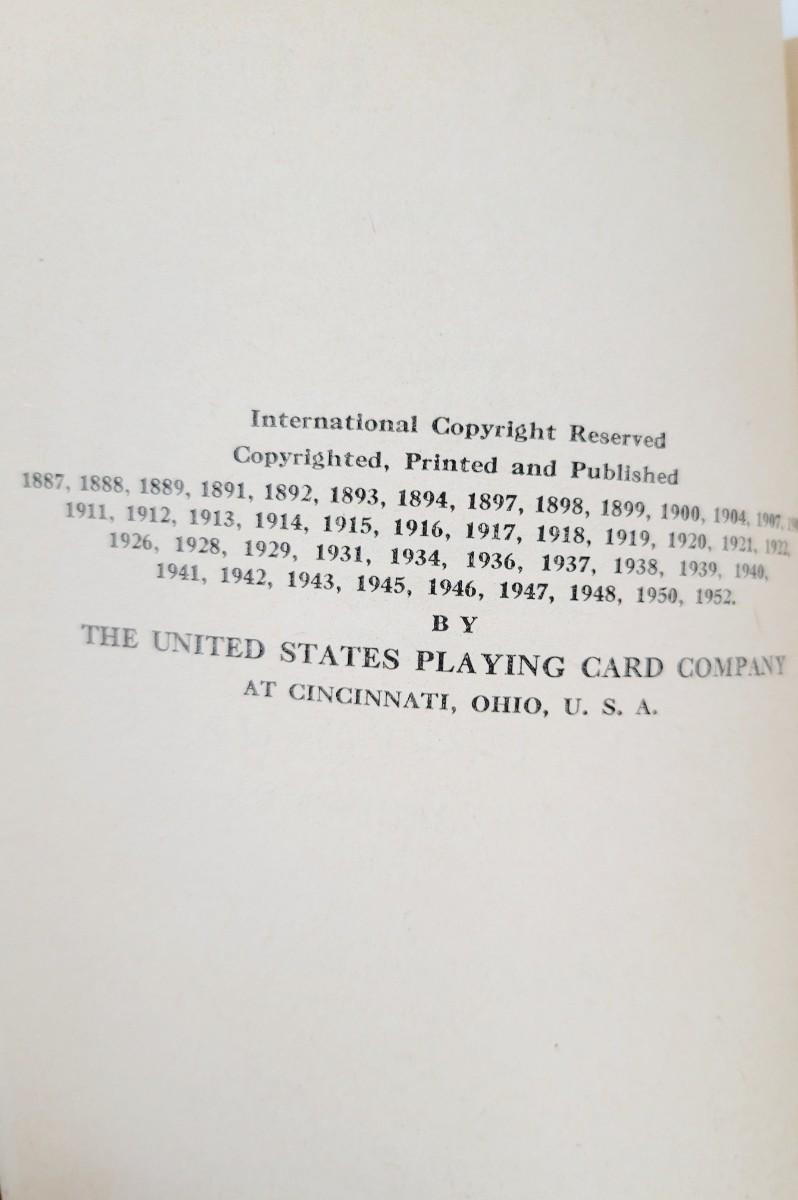 International Copyright Reserved
Copyrighted, Printed and Published
1887, 1888, 1889, 1891, 1892, 1893, 1894, 1897, 1898, 1899, 1900, 1904, 1907,
1911, 1912, 1913, 1914, 1915, 1916, 1917, 1918, 1919, 1920, 1921, 1922,
1926, 1928, 1929, 1931, 1934, 1936, 1937, 1938, 1939, 1940,
1941, 1942, 1943, 1945, 1946, 1947, 1948, 1950, 1952.
BY
THE UNITED STATES PLAYING CARD COMPANY
AT CINCINNATI, OHIO, U. S. A.